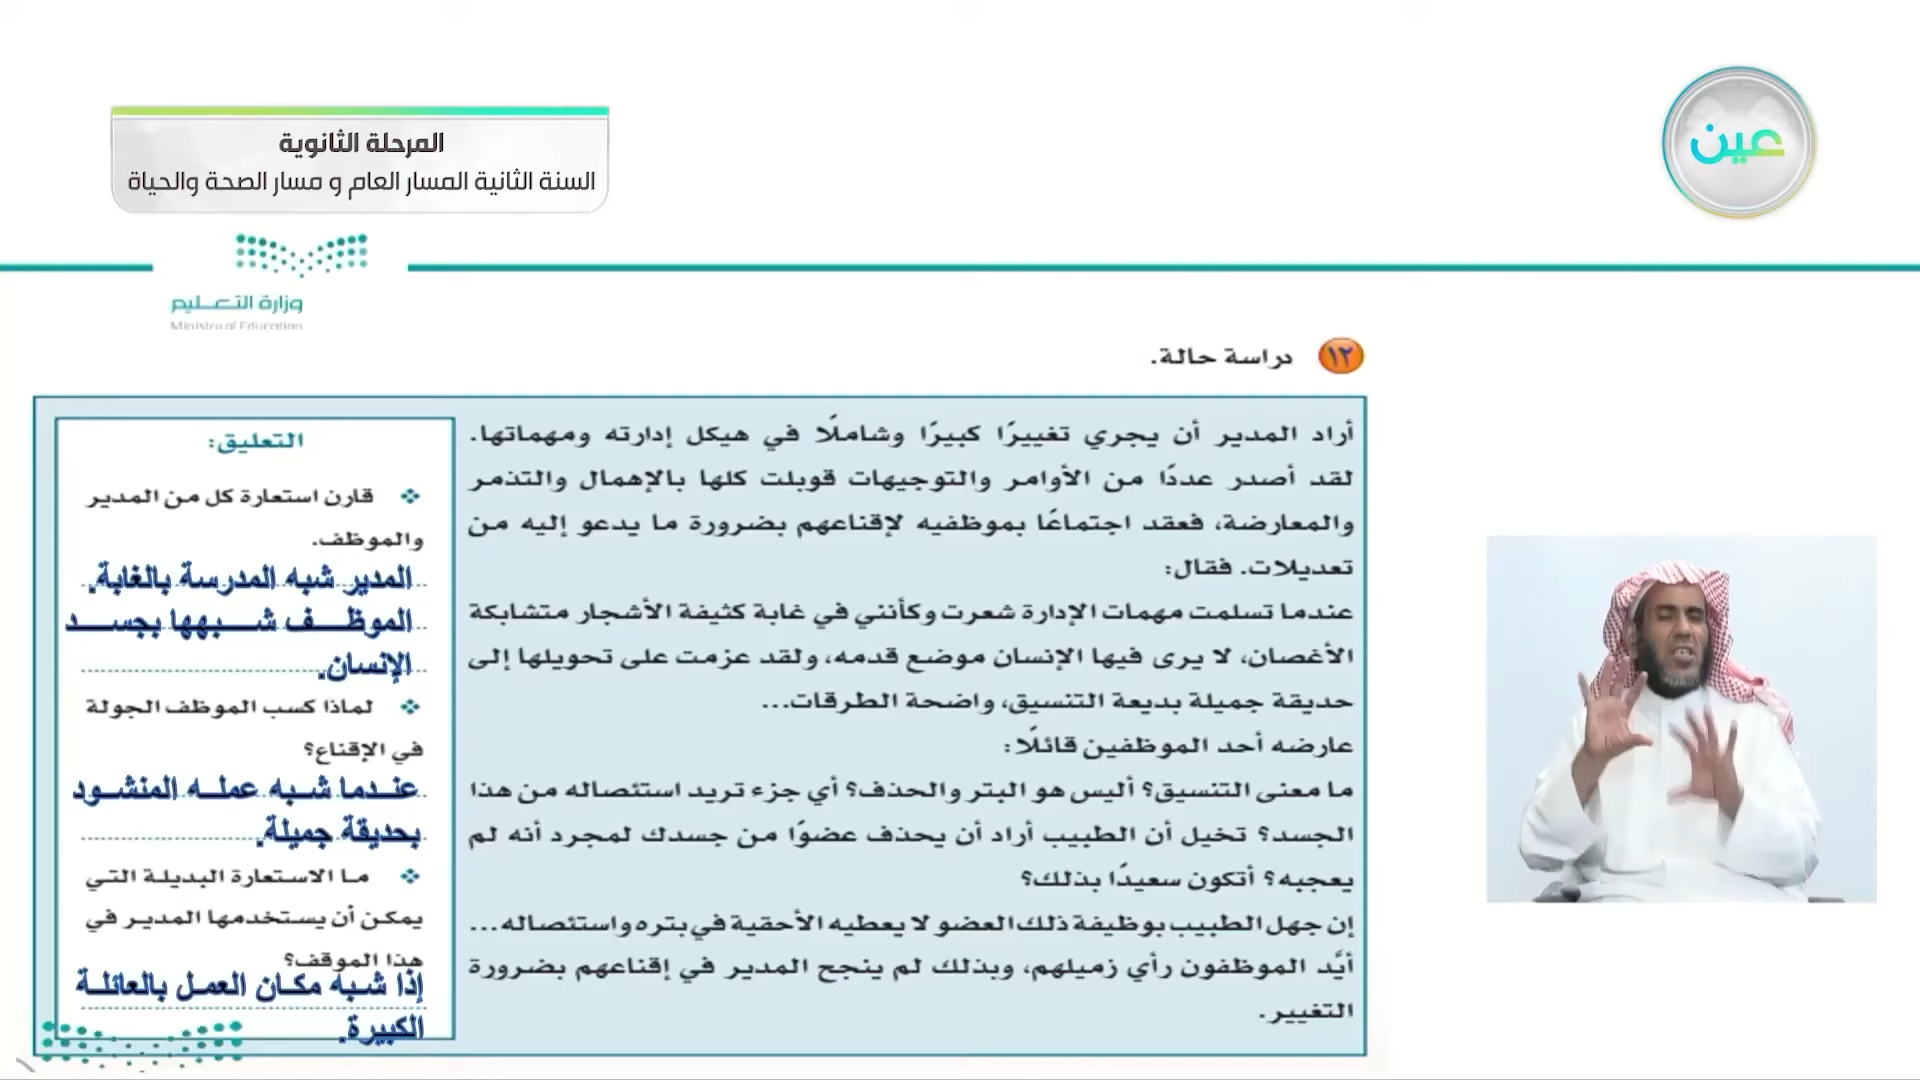 عين
المرحلة الثانوية
السنة الثانية المسار العام و مسار الصحة والحياة
وزارة التعليم
Ministry of Education
١٢ دراسة حالة.
أراد المدير أن يجري تغييرًا كبيرًا وشاملًا في هيكل إدارته ومهماتها.
لقد أصدر عددًا من الأوامر والتوجيهات قوبلت كلها بالإهمال والتذمر
والمعارضة، فعقد اجتماعًا بموظفيه لإقناعهم بضرورة ما يدعو إليه من
تعديلات. فقال:
عندما تسلمت مهمات الإدارة شعرت وكأنني في غابة كثيفة الأشجار متشابكة
الأغصان، لا يرى فيها الإنسان موضع قدمه، ولقد عزمت على تحويلها إلى
حديقة جميلة بديعة التنسيق، واضحة الطرقات...
عارضه أحد الموظفين قائلًا:
ما معنى التنسيق؟ أليس هو البتر والحذف؟ أي جزء تريد استئصاله من هذا
الجسد؟ تخيل أن الطبيب أراد أن يحذف عضوًا من جسدك لمجرد أنه لم
يعجبه؟ أتكون سعيدًا بذلك؟
إن جهل الطبيب بوظيفة ذلك العضو لا يعطيه الأحقية في بتره واستئصاله...
أيَّد الموظفون رأي زميلهم، وبذلك لم ينجح المدير في إقناعهم بضرورة
التغيير.
التعليق:
قارن استعارة كل من المدير
والموظف.
المدير شبه المدرسة بالغابة.
الموظف شبهها بجسد
الإنسان.
لماذا كسب الموظف الجولة
في الإقناع؟
عندما شبه عمله المنشود
بحديقة جميلة.
ما الاستعارة البديلة التي
يمكن أن يستخدمها المدير في
هذا الموقف؟
إذا شبه مكان العمل بالعائلة
الكبيرة.